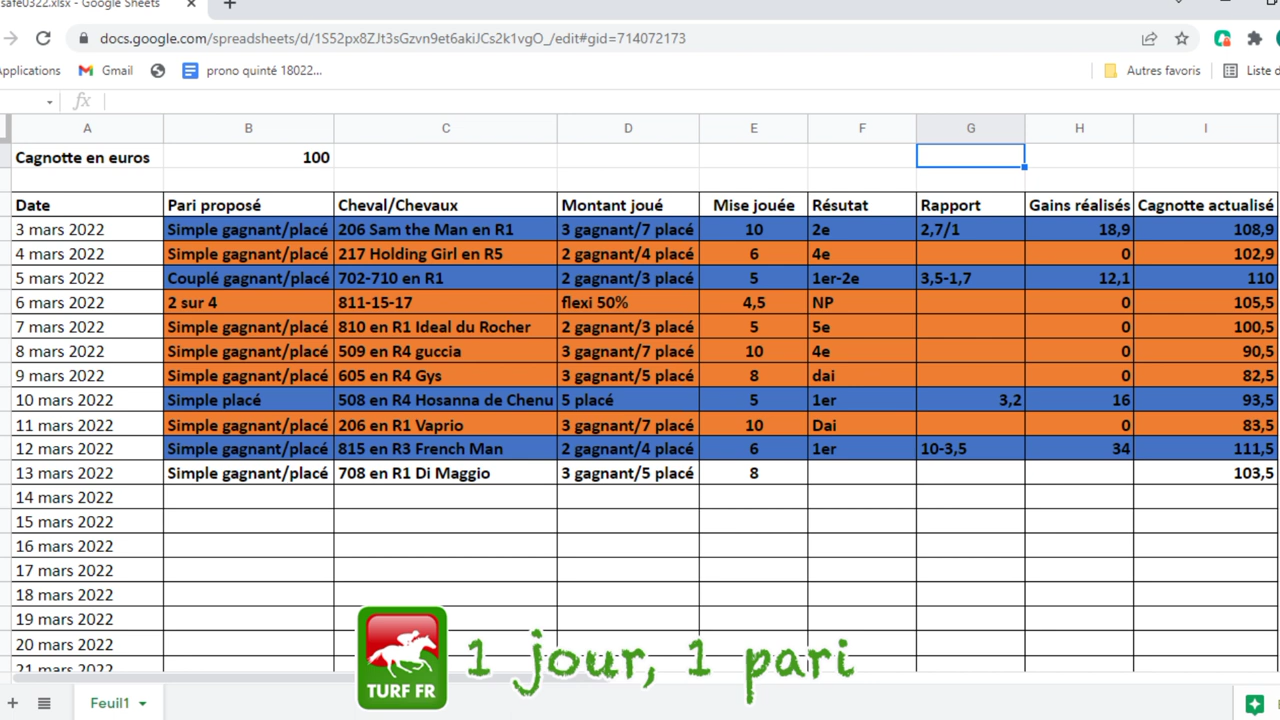 safe0322.xlsx - Google Sheets
docs.google.com/spreadsheets/d/1S52px8ZJt3sGzvn9et6akiJCs2k1vgO_/edit#gid=714072173
Applications Gmail prono quinté 18022... Autres favoris Liste d
fx
A B C D E F G H I
Cagnotte en euros 100
Date Pari proposé Cheval/Chevaux Montant joué Mise jouée Résutat Rapport Gains réalisés Cagnotte actualisé
3 mars 2022 Simple gagnant/placé 206 Sam the Man en R1 3 gagnant/7 placé 10 2e 2,7/1 18,9 108,9
4 mars 2022 Simple gagnant/placé 217 Holding Girl en R5 2 gagnant/4 placé 6 4e 0 102,9
5 mars 2022 Couplé gagnant/placé 702-710 en R1 2 gagnant/3 placé 5 1er-2e 3,5-1,7 12,1 110
6 mars 2022 2 sur 4 811-15-17 flexi 50% 4,5 NP 0 105,5
7 mars 2022 Simple gagnant/placé 810 en R1 Ideal du Rocher 2 gagnant/3 placé 5 5e 0 100,5
8 mars 2022 Simple gagnant/placé 509 en R4 guccia 3 gagnant/7 placé 10 4e 0 90,5
9 mars 2022 Simple gagnant/placé 605 en R4 Gys 3 gagnant/5 placé 8 dai 0 82,5
10 mars 2022 Simple placé 508 en R4 Hosanna de Chenu 5 placé 5 1er 3,2 16 93,5
11 mars 2022 Simple gagnant/placé 206 en R1 Vaprio 3 gagnant/7 placé 10 Dai 0 83,5
12 mars 2022 Simple gagnant/placé 815 en R3 French Man 2 gagnant/4 placé 6 1er 10-3,5 34 111,5
13 mars 2022 Simple gagnant/placé 708 en R1 Di Maggio 3 gagnant/5 placé 8 103,5
14 mars 2022
15 mars 2022
16 mars 2022
17 mars 2022
18 mars 2022
19 mars 2022
20 mars 2022
21 mars 2022
TURF FR
1 jour, 1 pari
Feuil1